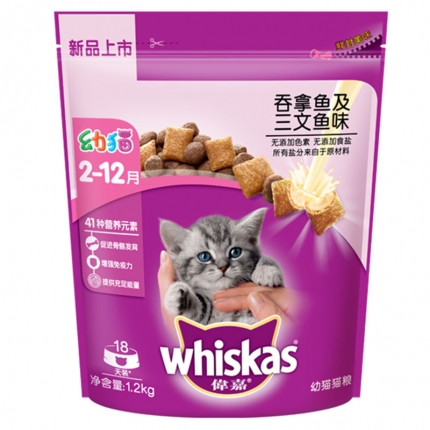 新品上市
幼猫
2-12月
吞拿鱼及
三文鱼味
无添加色素 无添加食盐
所有盐分来自于原材料
41种营养元素
促进骨骼发育
增强免疫力
提供充足能量
whiskas
偉嘉
18
天装
净含量:1.2kg
幼猫猫粮